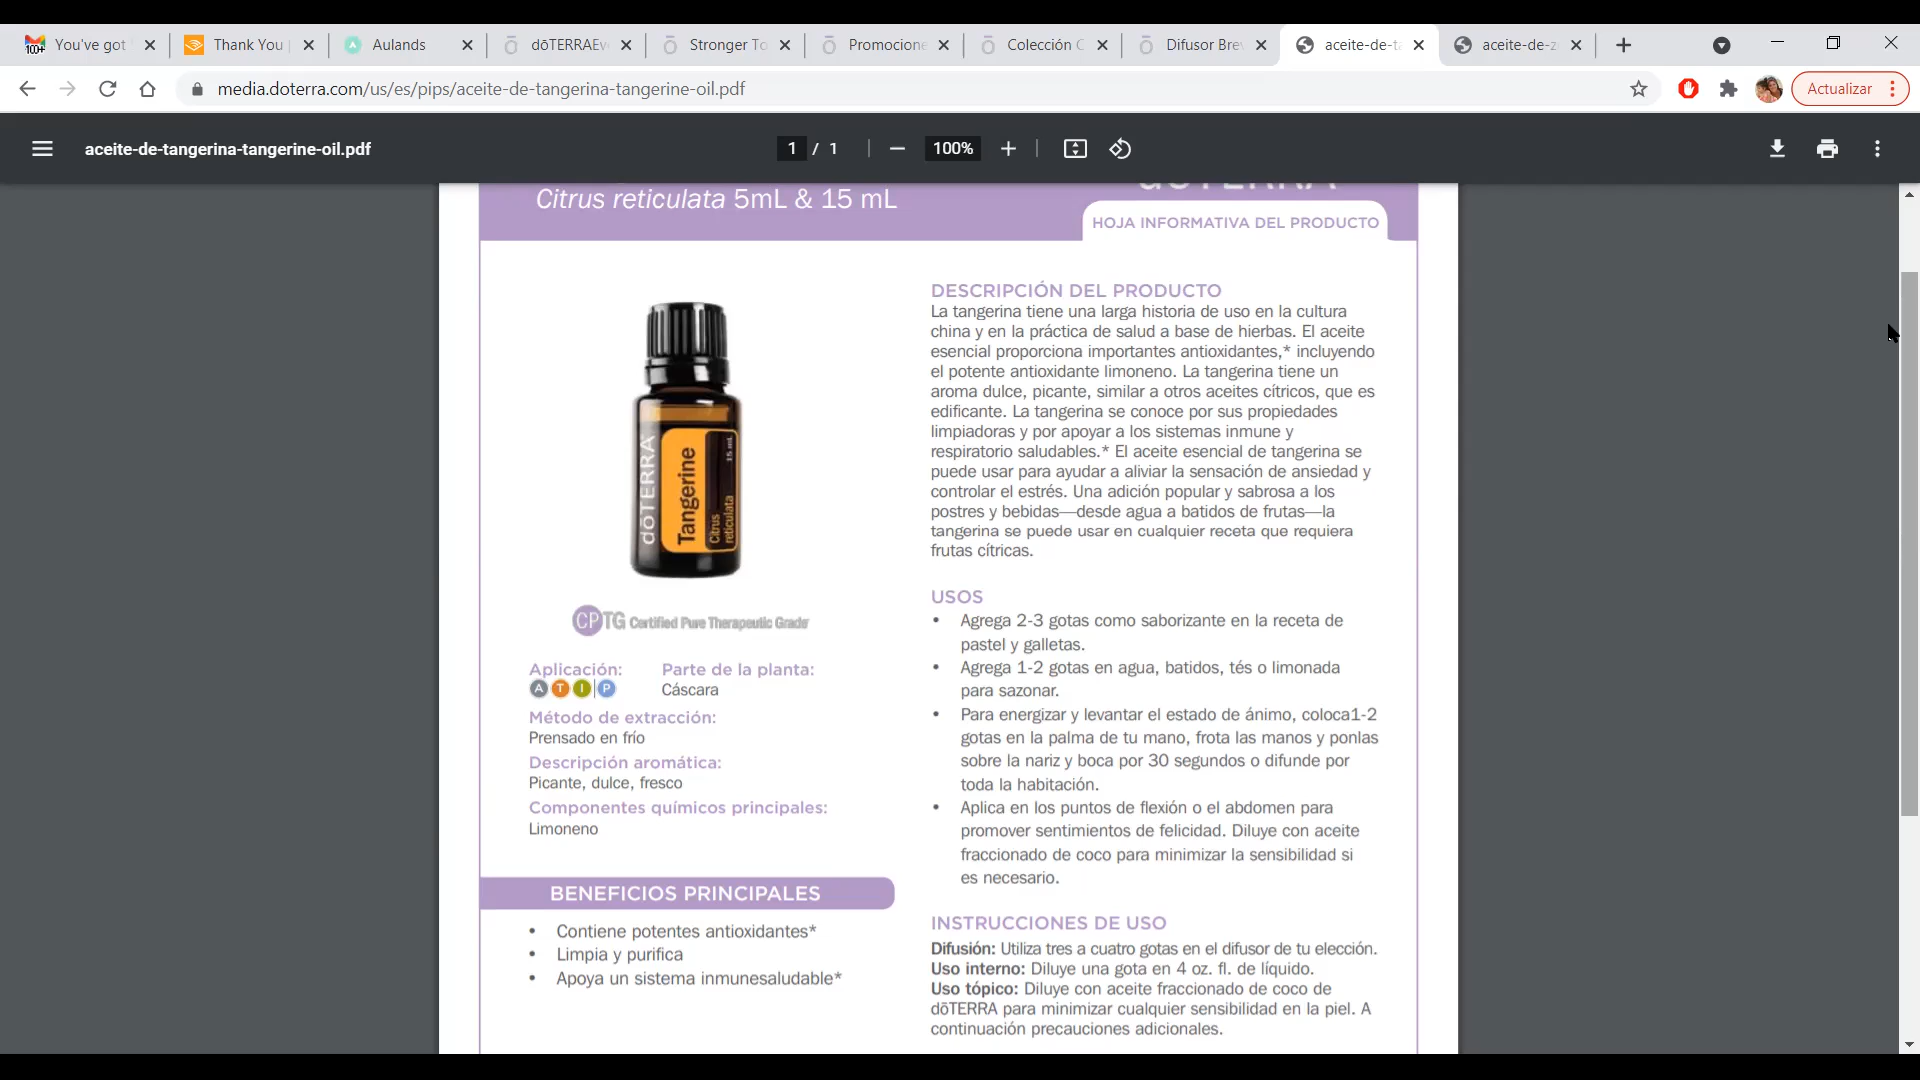 You've got
Thank You
Aulands
dōTERRAEv
Stronger To
Promocione
Colección C
Difusor Bre
aceite-de-ta
aceite-de-z
media.doterra.com/us/es/pips/aceite-de-tangerina-tangerine-oil.pdf
Actualizar
aceite-de-tangerina-tangerine-oil.pdf
1 / 1
100%
Citrus reticulata 5mL & 15 mL
dōTERRA
HOJA INFORMATIVA DEL PRODUCTO
dōTERRA
Tangerine
Citrus
reticulata
15 mL
CPTG Certified Pure Therapeutic Grade
Aplicación:
A T I P
Parte de la planta:
Cáscara
Método de extracción:
Prensado en frío
Descripción aromática:
Picante, dulce, fresco
Componentes químicos principales:
Limoneno
BENEFICIOS PRINCIPALES
• Contiene potentes antioxidantes*
• Limpia y purifica
• Apoya un sistema inmunesaludable*
DESCRIPCIÓN DEL PRODUCTO
La tangerina tiene una larga historia de uso en la cultura
china y en la práctica de salud a base de hierbas. El aceite
esencial proporciona importantes antioxidantes,* incluyendo
el potente antioxidante limoneno. La tangerina tiene un
aroma dulce, picante, similar a otros aceites cítricos, que es
edificante. La tangerina se conoce por sus propiedades
limpiadoras y por apoyar a los sistemas inmune y
respiratorio saludables.* El aceite esencial de tangerina se
puede usar para ayudar a aliviar la sensación de ansiedad y
controlar el estrés. Una adición popular y sabrosa a los
postres y bebidas—desde agua a batidos de frutas—la
tangerina se puede usar en cualquier receta que requiera
frutas cítricas.
USOS
• Agrega 2-3 gotas como saborizante en la receta de
pastel y galletas.
• Agrega 1-2 gotas en agua, batidos, tés o limonada
para sazonar.
• Para energizar y levantar el estado de ánimo, coloca1-2
gotas en la palma de tu mano, frota las manos y ponlas
sobre la nariz y boca por 30 segundos o difunde por
toda la habitación.
• Aplica en los puntos de flexión o el abdomen para
promover sentimientos de felicidad. Diluye con aceite
fraccionado de coco para minimizar la sensibilidad si
es necesario.
INSTRUCCIONES DE USO
Difusión: Utiliza tres a cuatro gotas en el difusor de tu elección.
Uso interno: Diluye una gota en 4 oz. fl. de líquido.
Uso tópico: Diluye con aceite fraccionado de coco de
dōTERRA para minimizar cualquier sensibilidad en la piel. A
continuación precauciones adicionales.